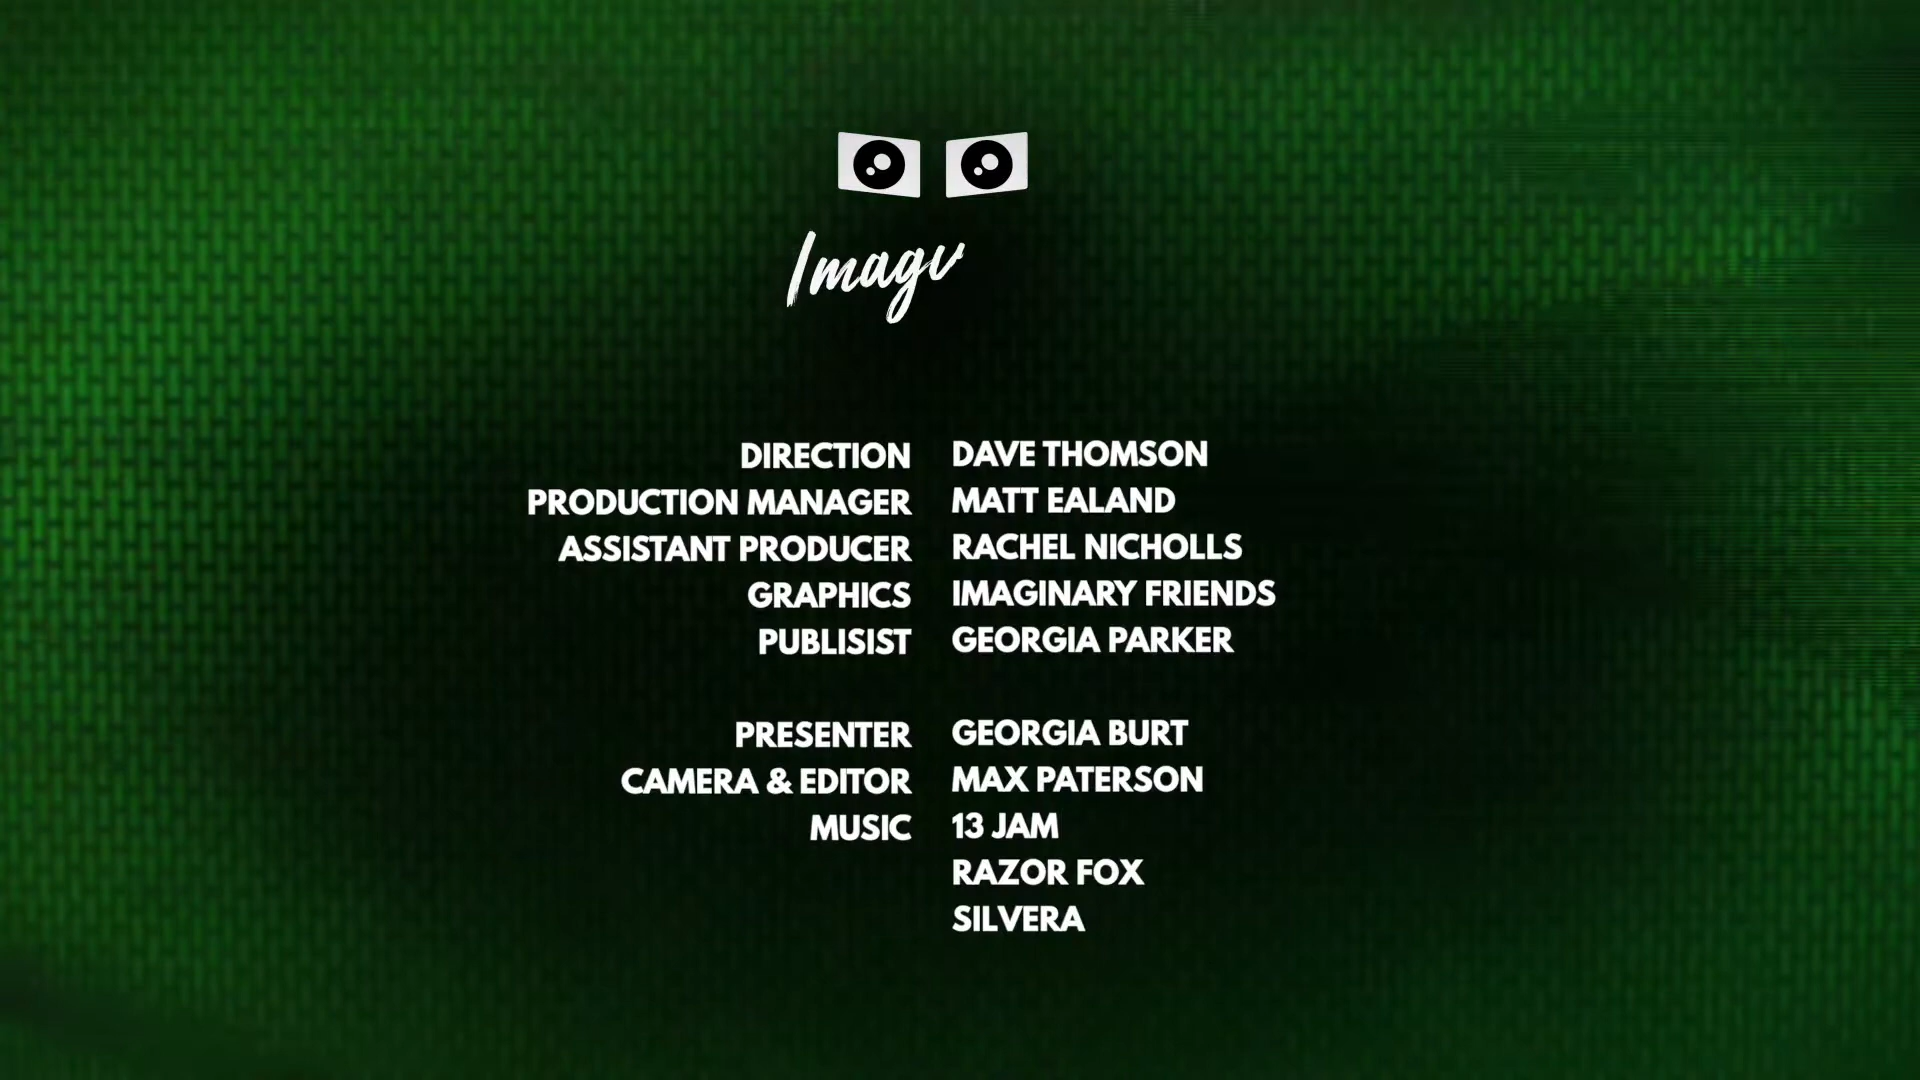 Imagi
DIRECTION DAVE THOMSON
PRODUCTION MANAGER MATT EALAND
ASSISTANT PRODUCER RACHEL NICHOLLS
GRAPHICS IMAGINARY FRIENDS
PUBLISIST GEORGIA PARKER
PRESENTER GEORGIA BURT
CAMERA & EDITOR MAX PATERSON
MUSIC 13 JAM
RAZOR FOX
SILVERA